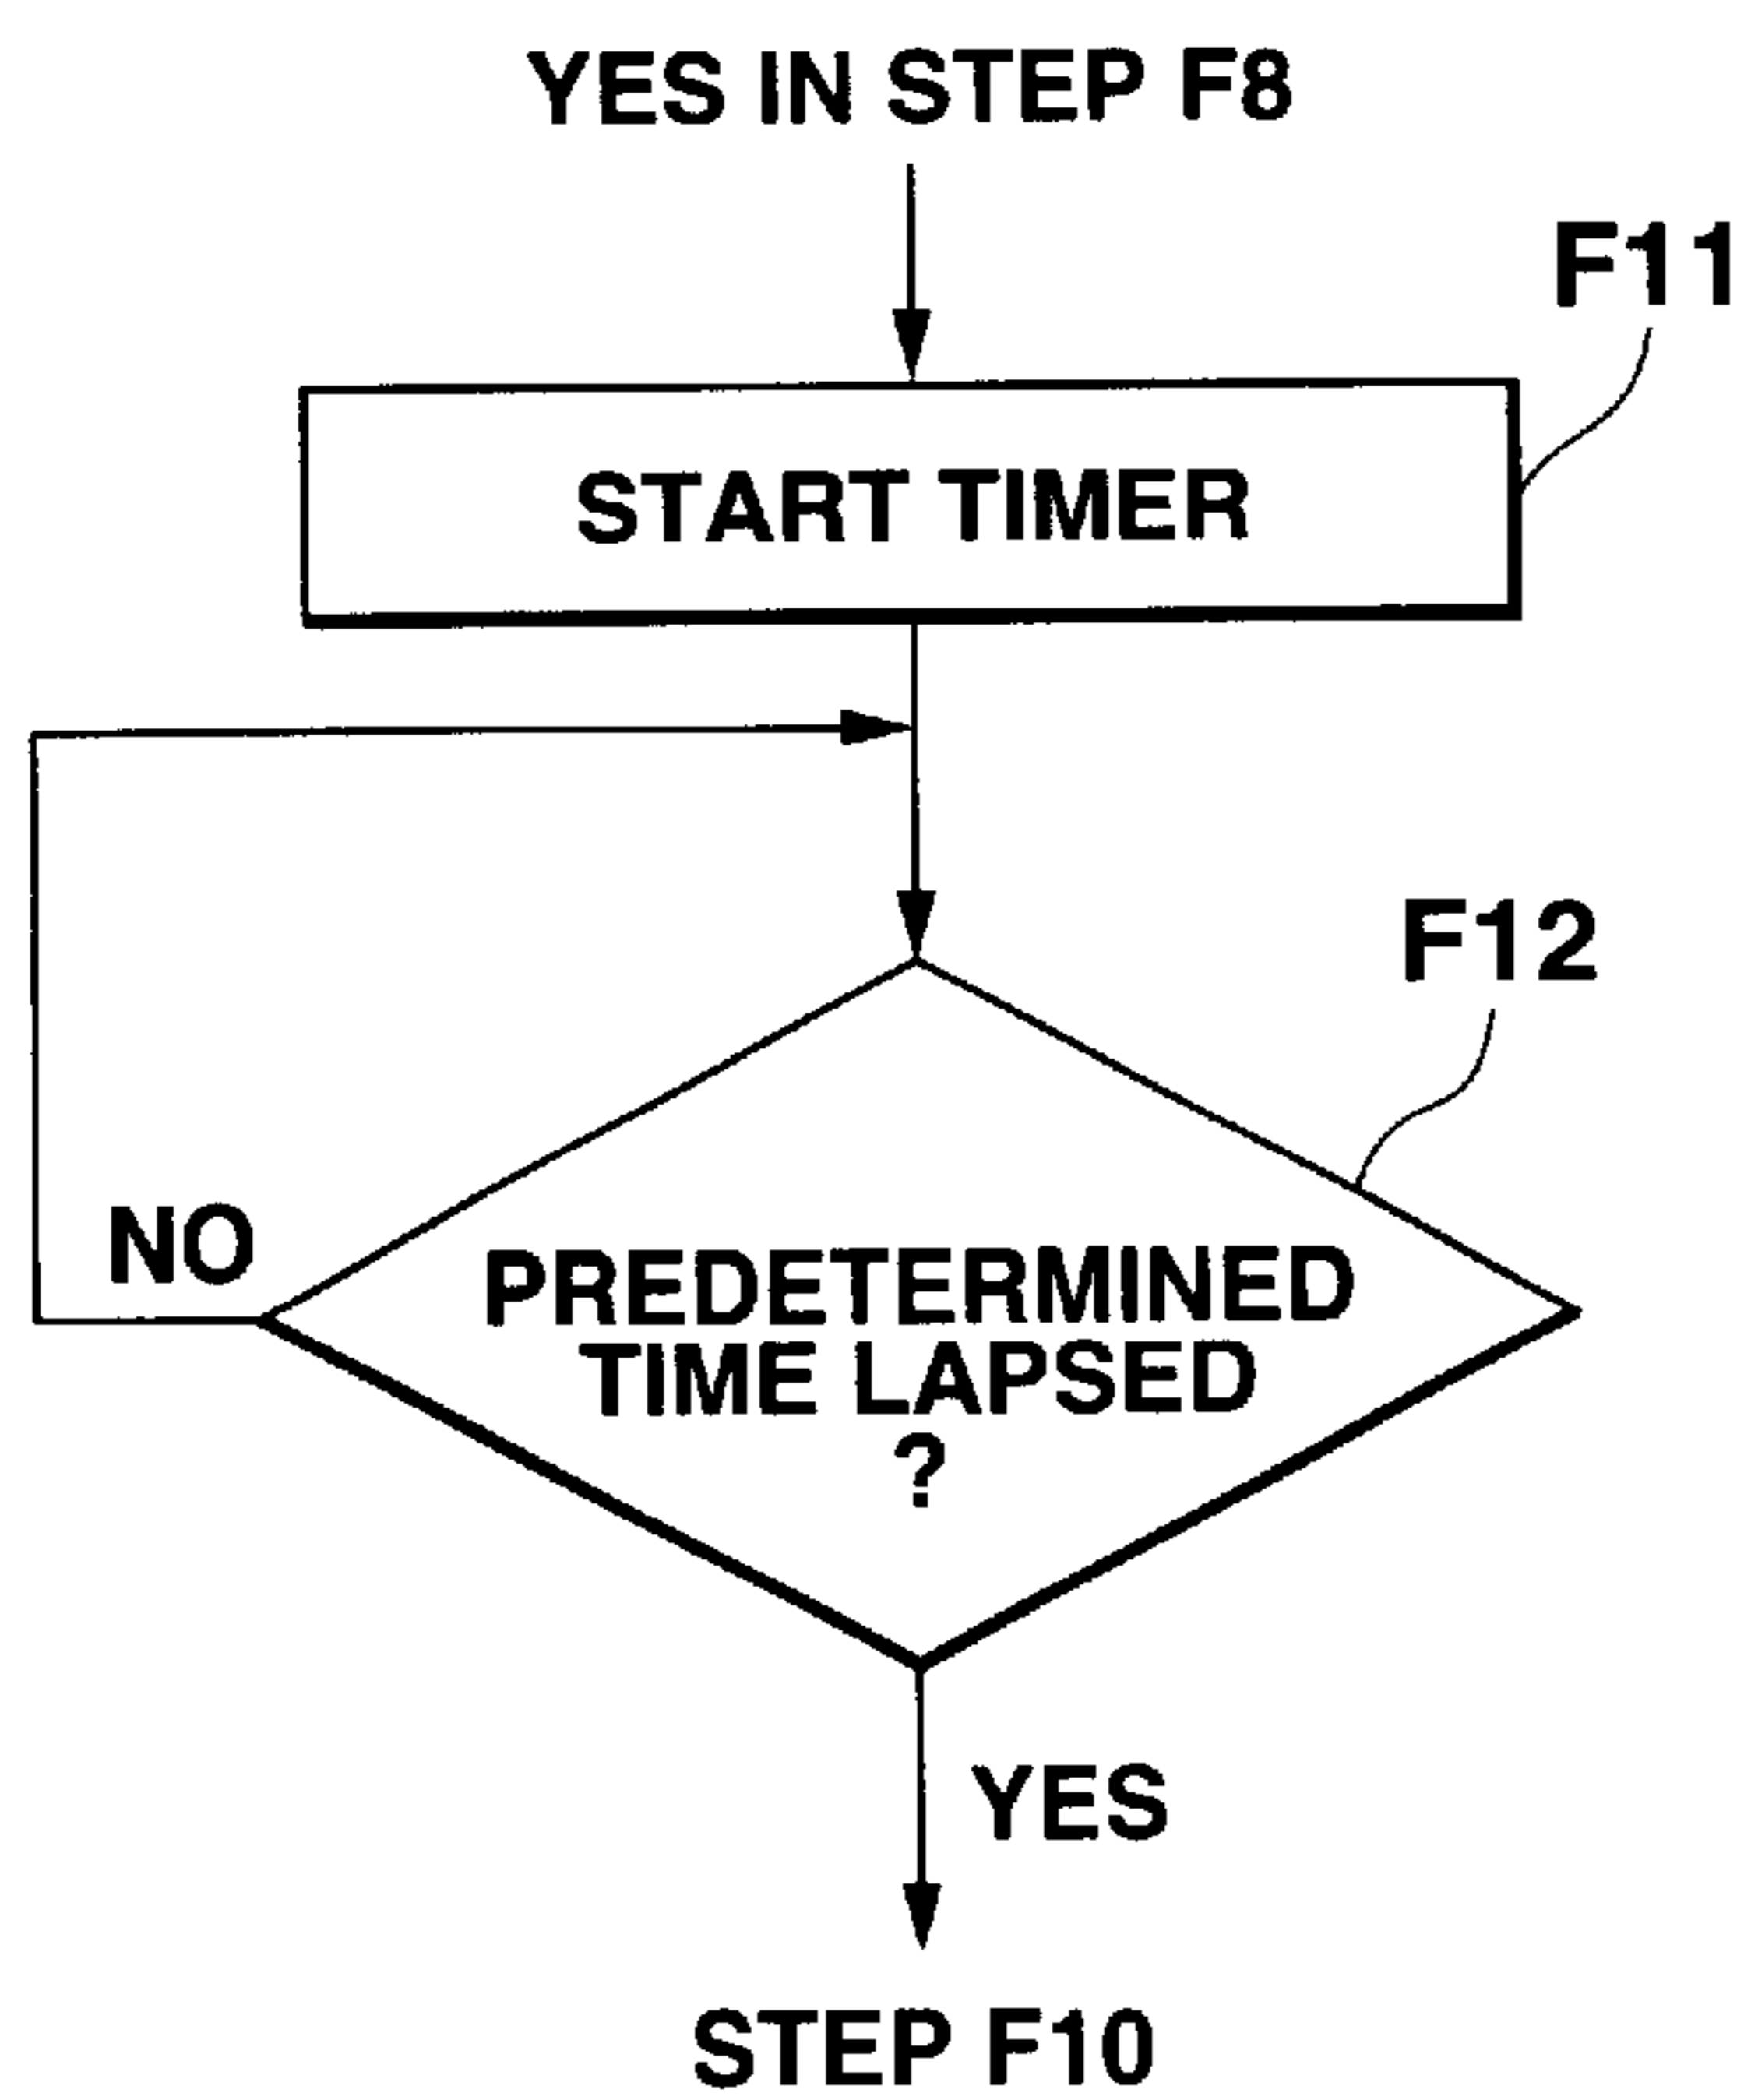 YES IN STEP F8
F11
START TIMER
F12
NO
PREDETERMINED
TIME LAPSED
?
YES
STEP F10